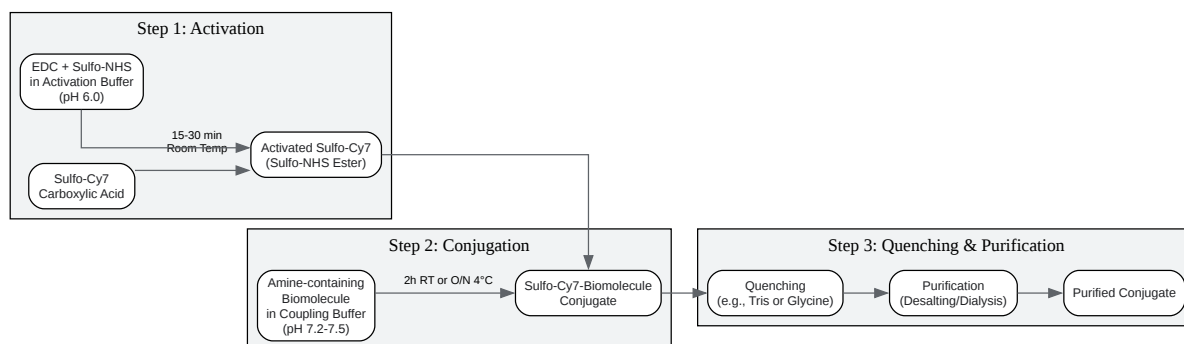 Step 1: Activation
EDC + Sulfo-NHS
in Activation Buffer
(pH 6.0)
15-30 min
Room Temp
Activated Sulfo-Cy7
(Sulfo-NHS Ester)
Sulfo-Cy7
Carboxylic Acid
Step 2: Conjugation
Amine-containing
Biomolecule
in Coupling Buffer
(pH 7.2-7.5)
2h RT or O/N 4°C
Sulfo-Cy7-Biomolecule
Conjugate
Step 3: Quenching & Purification
Quenching
(e.g., Tris or Glycine)
Purification
(Desalting/Dialysis)
Purified Conjugate